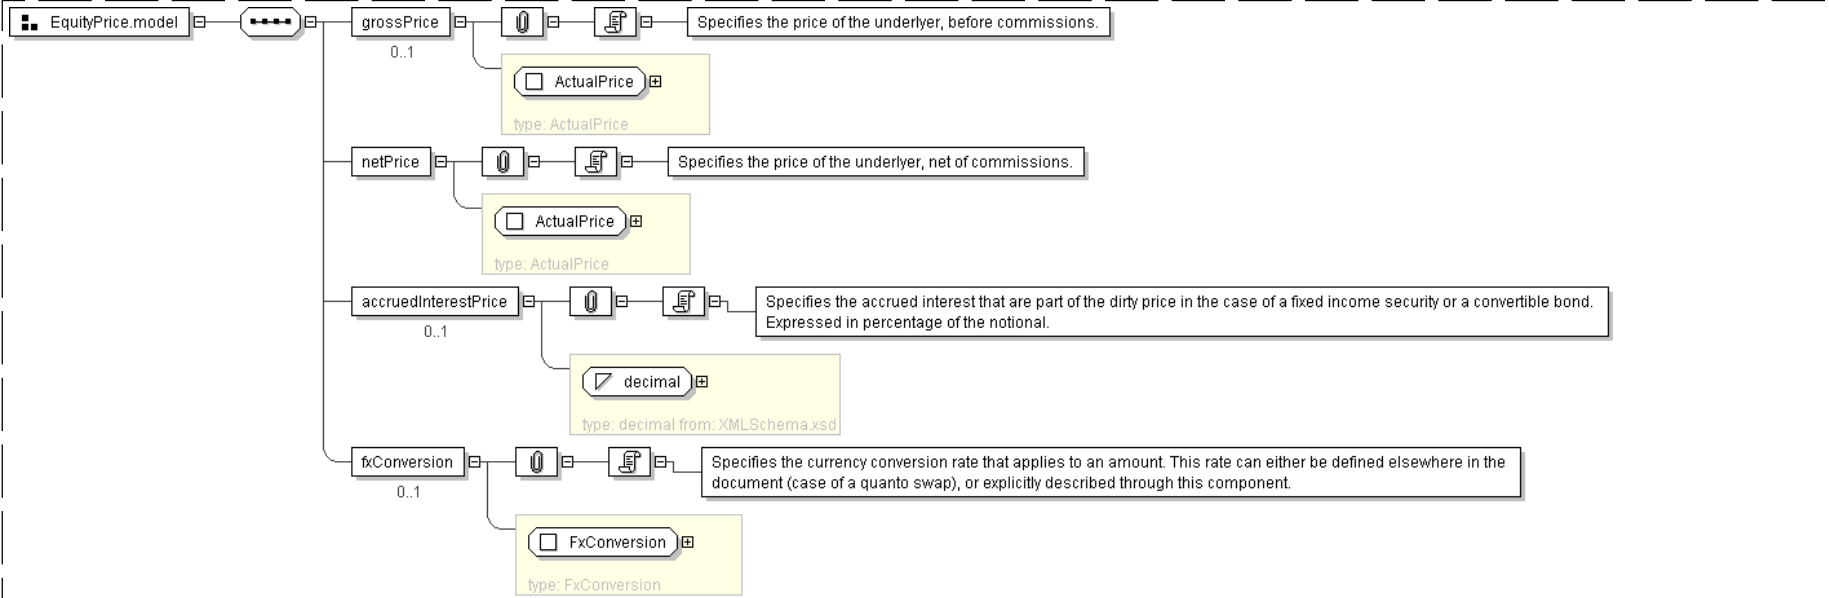 EquityPrice.model
grossPrice
Specifies the price of the underlyer, before commissions.
0..1
ActualPrice
type: ActualPrice
netPrice
Specifies the price of the underlyer, net of commissions.
ActualPrice
type: ActualPrice
accruedInterestPrice
Specifies the accrued interest that are part of the dirty price in the case of a fixed income security or a convertible bond.
Expressed in percentage of the notional.
0..1
decimal
type: decimal from: XMLSchema.xsd
fxConversion
Specifies the currency conversion rate that applies to an amount. This rate can either be defined elsewhere in the
document (case of a quanto swap), or explicitly described through this component.
0..1
FxConversion
type: FxConversion